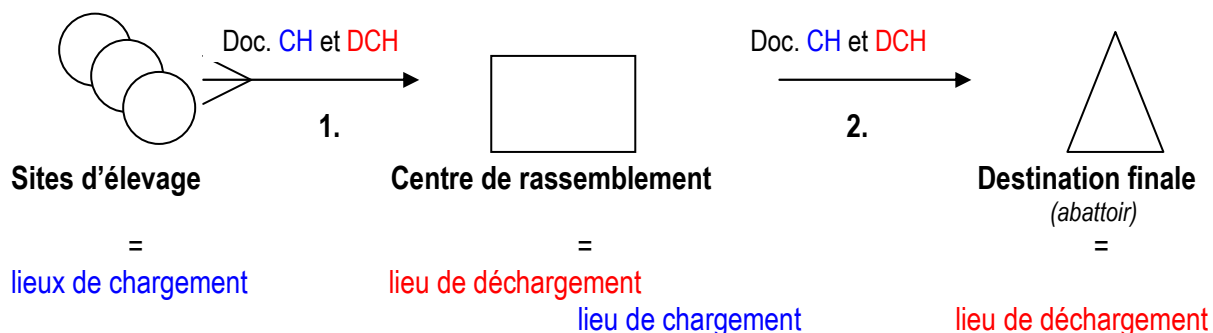 Doc. CH et DCH
Doc. CH et DCH
1.
2.
Sites d'élevage
Centre de rassemblement
Destination finale
(abattoir)
=
=
=
lieux de chargement
lieu de déchargement
lieu de chargement
lieu de déchargement